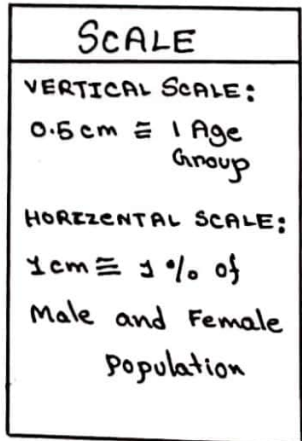 SCALE
VERTICAL SCALE:
0.5 cm ≅ 1 Age
Group
HORIZENTAL SCALE:
1 cm ≅ 1 % of
Male and Female
Population